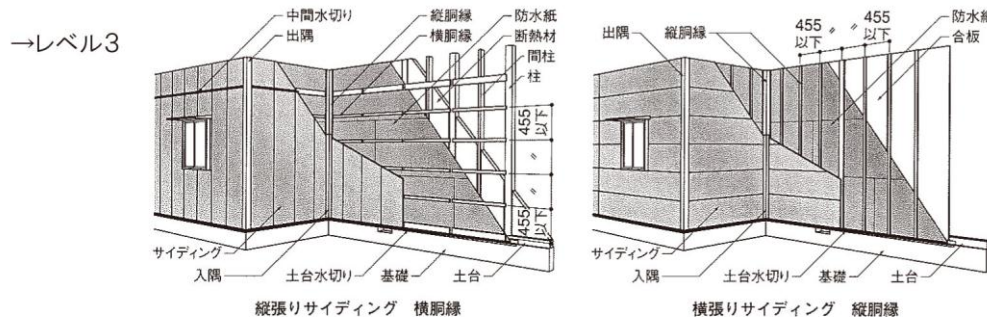 →レベル3
中間水切り
出隅
縦胴縁
横胴縁
防水紙
断熱材
間柱
柱
455
以下
〃
〃
455
以下
サイディング
入隅
土台水切り
基礎
土台
縦張りサイディング 横胴縁
出隅
縦胴縁
455
以下
〃
〃
455
以下
防水紙
合板
サイディング
入隅
土台水切り
基礎
土台
横張りサイディング 縦胴縁